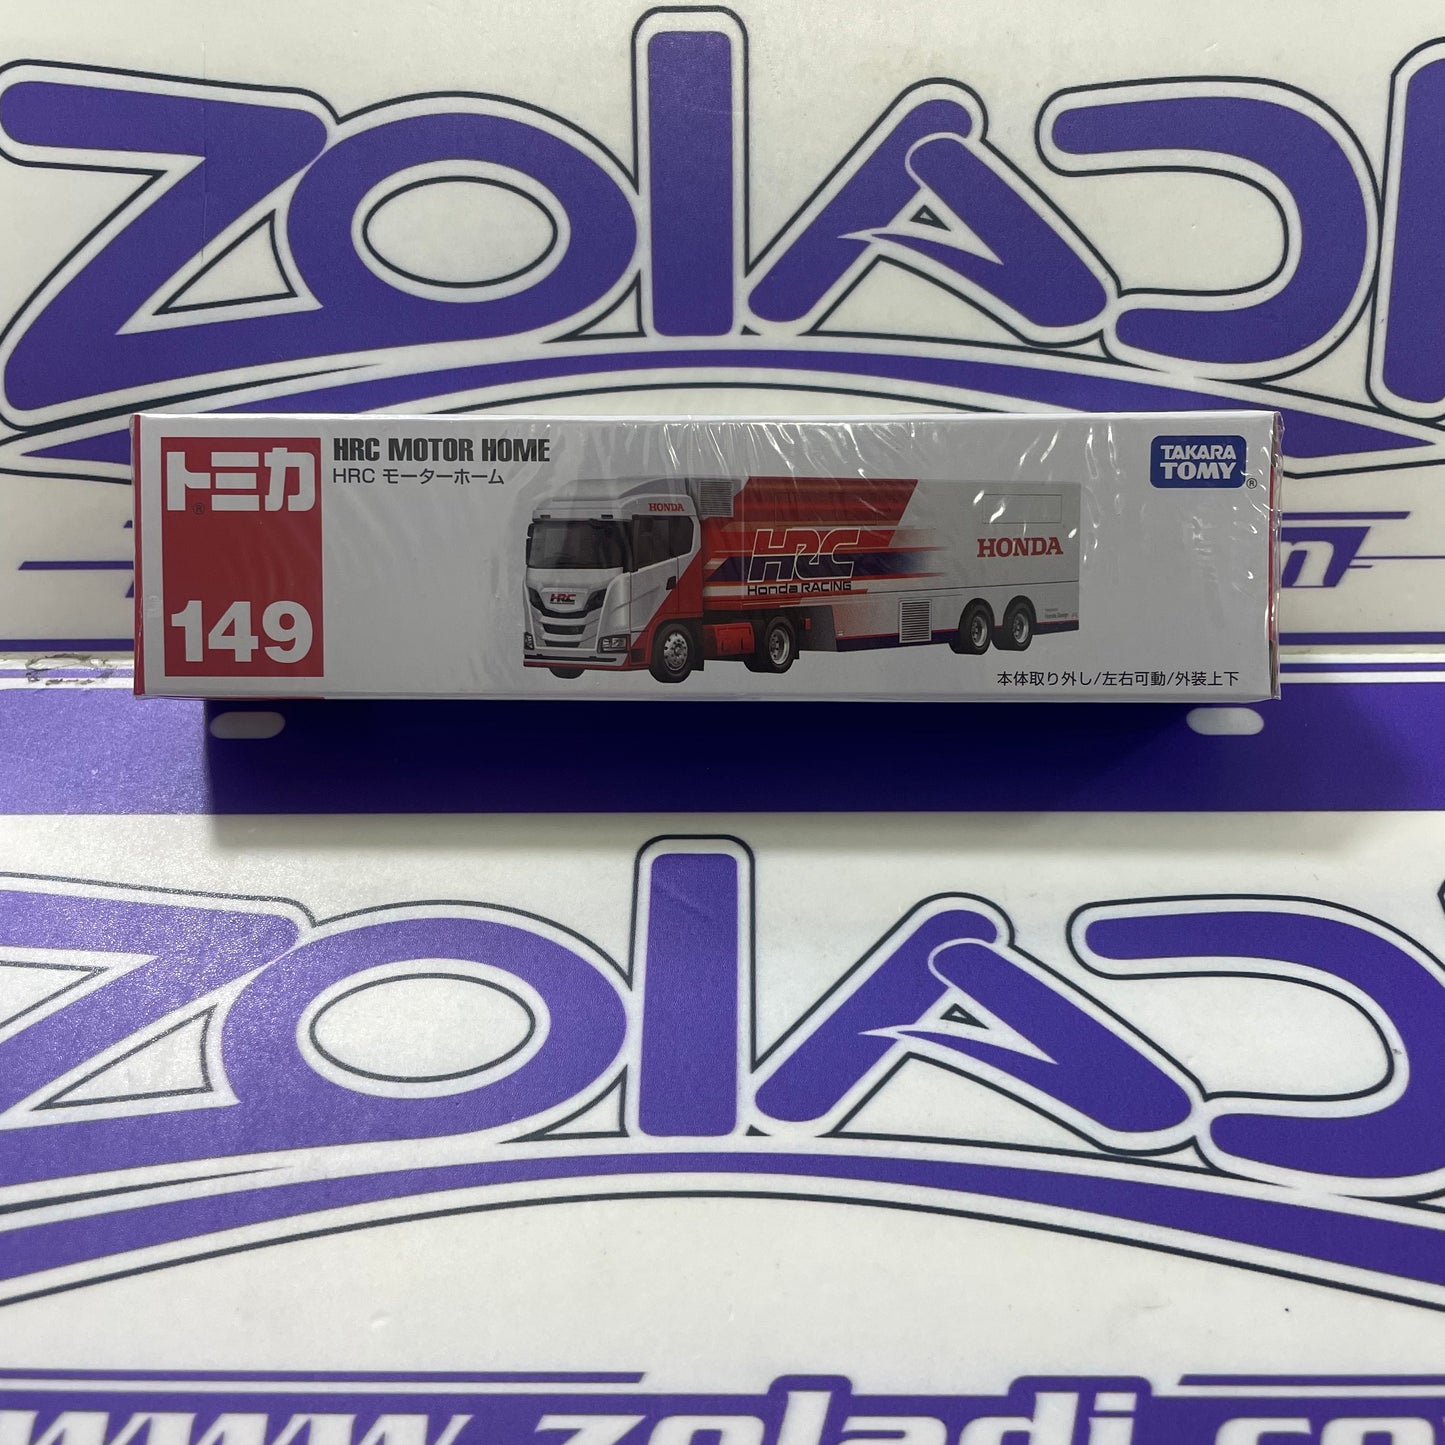 ZOLADI
トミカ®
149
HRC MOTOR HOME
HRC モーターホーム
HONDA
HRC
HRC
Honda RACING
HONDA
TAKARA
TOMY®
本体取り外し/左右可動/外装上下
ZOLADI
www.zoladi.co